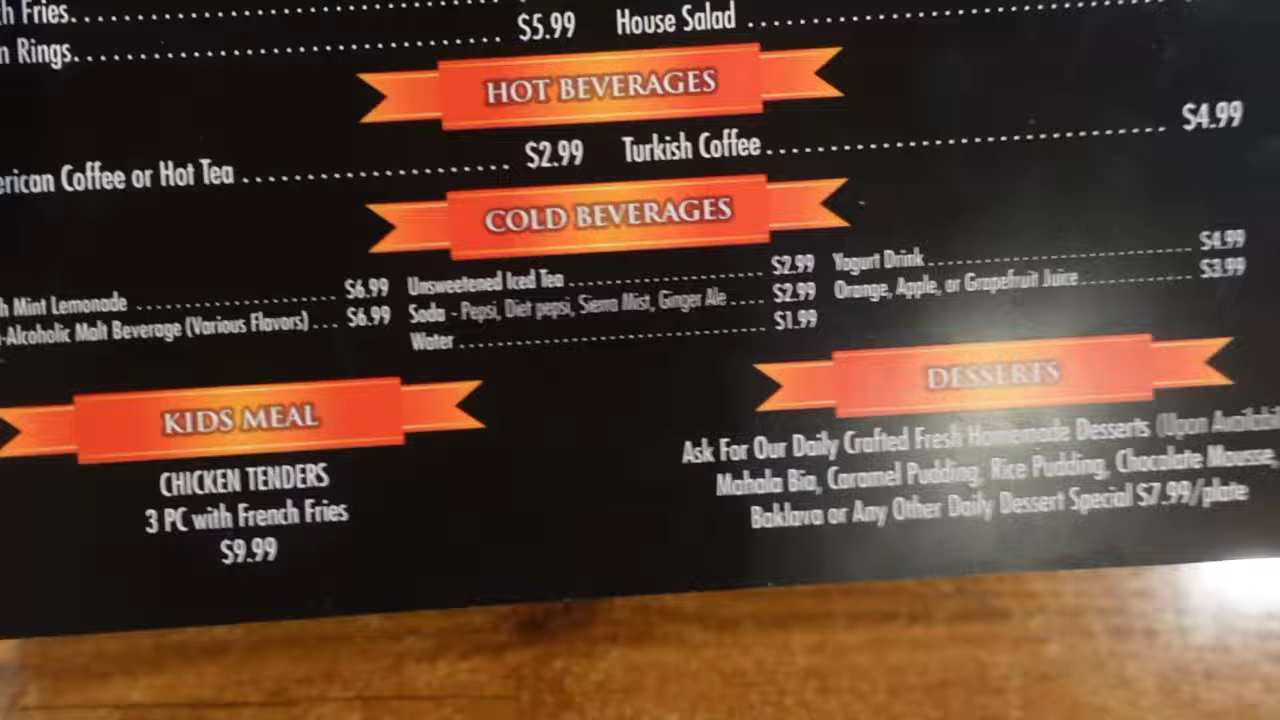 h Fries
n Rings $5.99 House Salad
HOT BEVERAGES
erican Coffee or Hot Tea $2.99 Turkish Coffee $4.99
COLD BEVERAGES
h Mint Lemonade $6.99
-Alcoholic Malt Beverage (Various Flavors) $6.99
Unsweetened Iced Tea $2.99
Soda - Pepsi, Diet pepsi, Sierra Mist, Ginger Ale $2.99
Water $1.99
Yogurt Drink $4.99
Orange, Apple, or Grapefruit Juice $3.99
KIDS MEAL
CHICKEN TENDERS
3 PC with French Fries
$9.99
DESSERTS
Ask For Our Daily Crafted Fresh Homemade Desserts (Upon Availabi
Mahala Bia, Caramel Pudding, Rice Pudding, Chocolate Mousse,
Baklava or Any Other Daily Dessert Special $7.99/plate